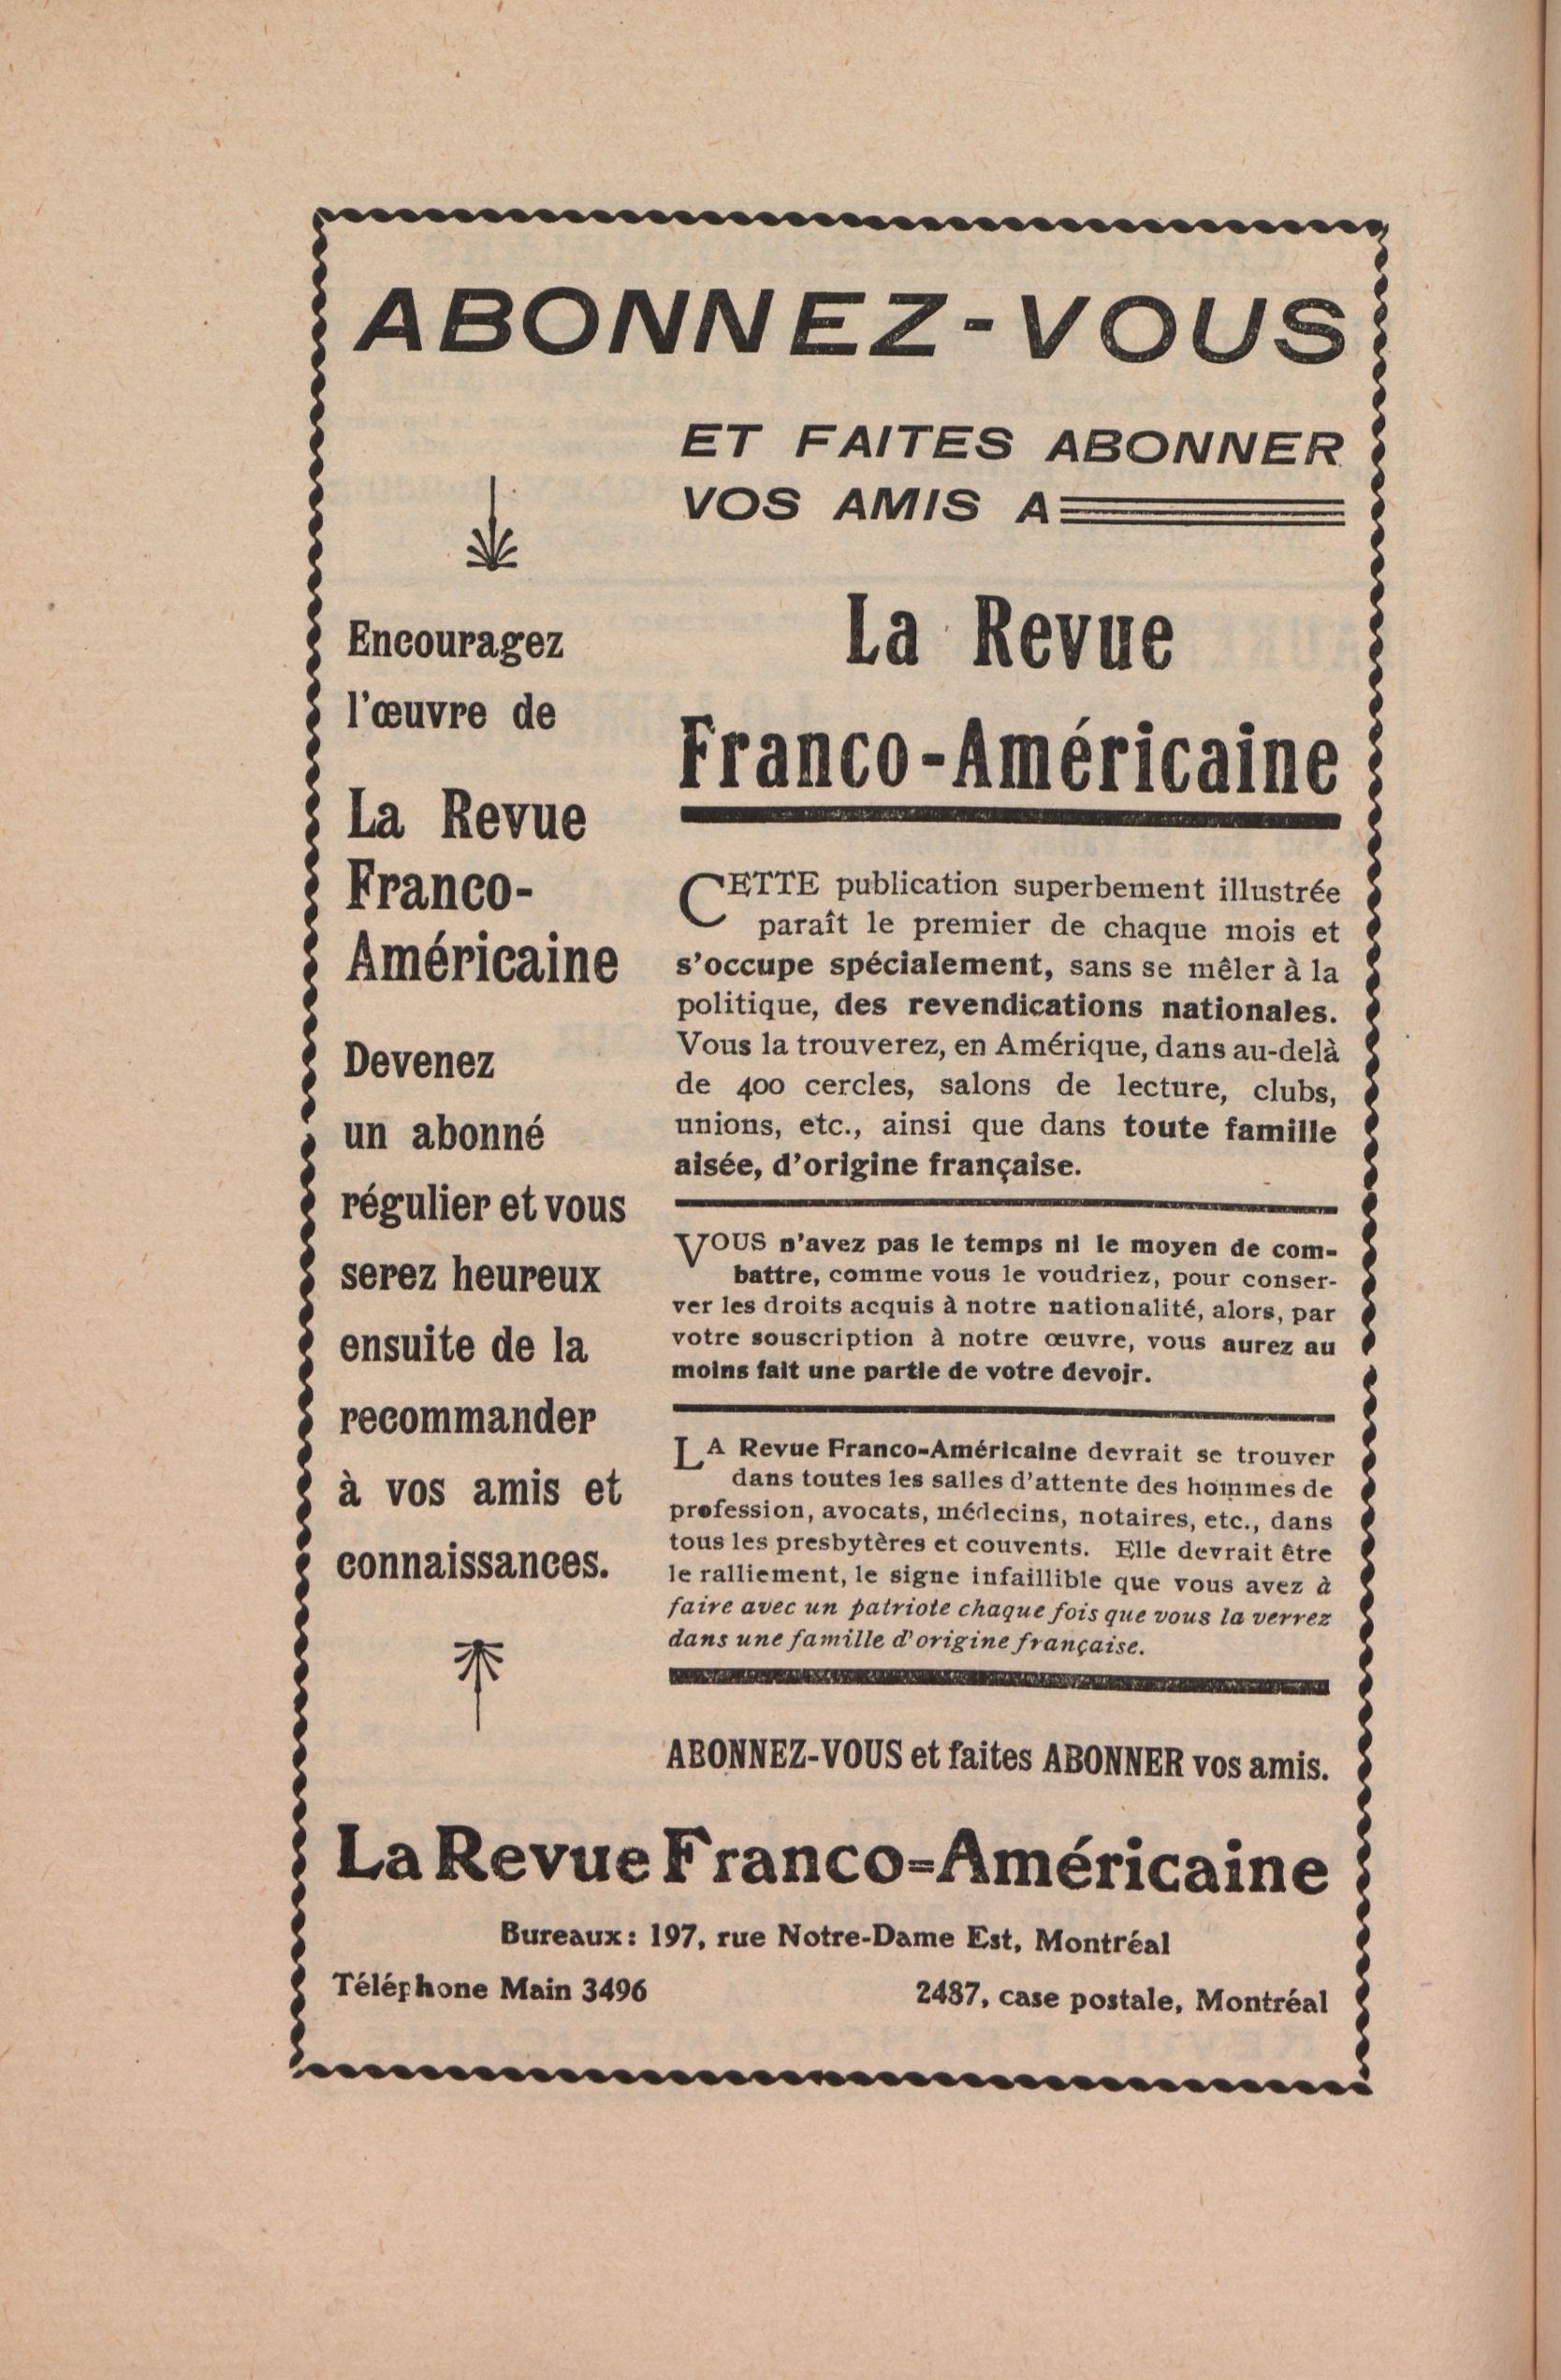 ABONNEZ-VOUS
ET FAITES ABONNER
VOS AMIS A
Encouragez
l'œuvre de
La Revue
Franco-
Américaine
Devenez
un abonné
régulier et vous
serez heureux
ensuite de la
recommander
à vos amis et
connaissances.
La Revue
Franco-Américaine
CETTE publication superbement illustrée
paraît le premier de chaque mois et
s'occupe spécialement, sans se mêler à la
politique, des revendications nationales.
Vous la trouverez, en Amérique, dans au-delà
de 400 cercles, salons de lecture, clubs,
unions, etc., ainsi que dans toute famille
aisée, d'origine française.
VOUS n'avez pas le temps ni le moyen de com-
battre, comme vous le voudriez, pour conser-
ver les droits acquis à notre nationalité, alors, par
votre souscription à notre œuvre, vous aurez au
moins fait une partie de votre devoir.
LA Revue Franco-Américaine devrait se trouver
dans toutes les salles d'attente des hommes de
profession, avocats, médecins, notaires, etc., dans
tous les presbytères et couvents. Elle devrait être
le ralliement, le signe infaillible que vous avez à
faire avec un patriote chaque fois que vous la verrez
dans une famille d'origine française.
ABONNEZ-VOUS et faites ABONNER vos amis.
La Revue Franco-Américaine
Bureaux: 197, rue Notre-Dame Est, Montréal
Téléphone Main 3496
2487, case postale, Montréal